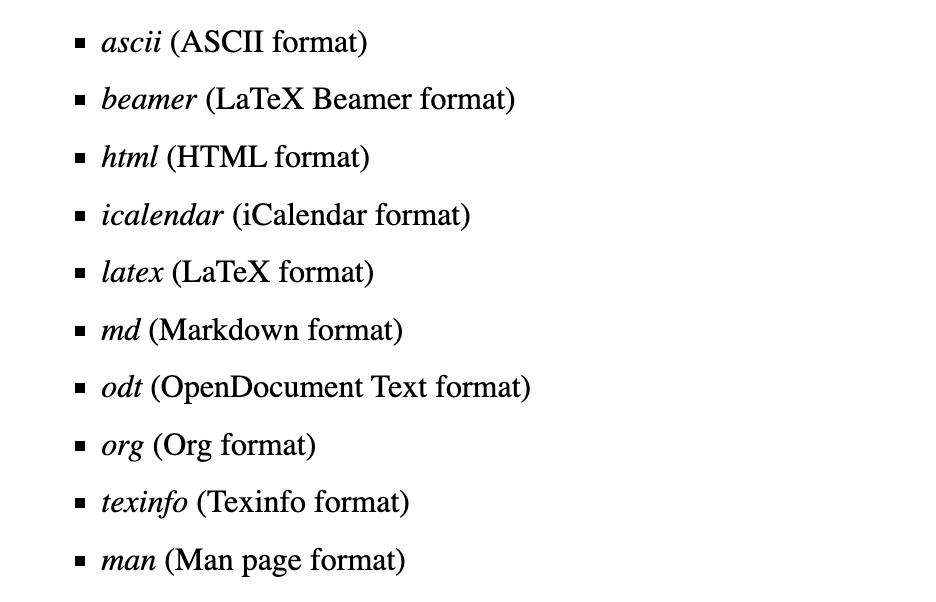 ▪ ascii (ASCII format)
▪ beamer (LaTeX Beamer format)
▪ html (HTML format)
▪ icalendar (iCalendar format)
▪ latex (LaTeX format)
▪ md (Markdown format)
▪ odt (OpenDocument Text format)
▪ org (Org format)
▪ texinfo (Texinfo format)
▪ man (Man page format)